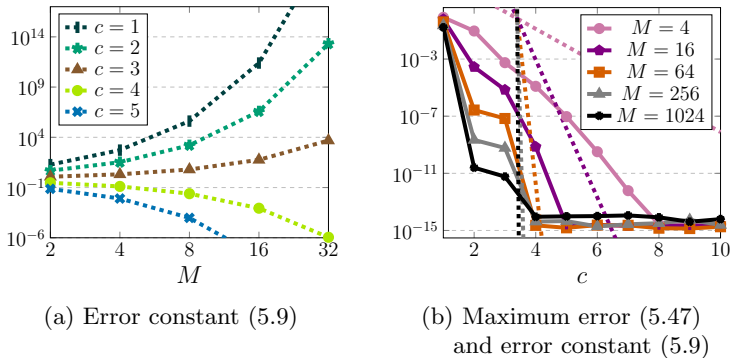 10^14
10^9
10^4
10^−1
10^−6
2
4
8
16
32
M
c = 1
c = 2
c = 3
c = 4
c = 5
(a) Error constant (5.9)
10^−3
10^−7
10^−11
10^−15
2
4
6
8
10
c
M = 4
M = 16
M = 64
M = 256
M = 1024
(b) Maximum error (5.47)
and error constant (5.9)